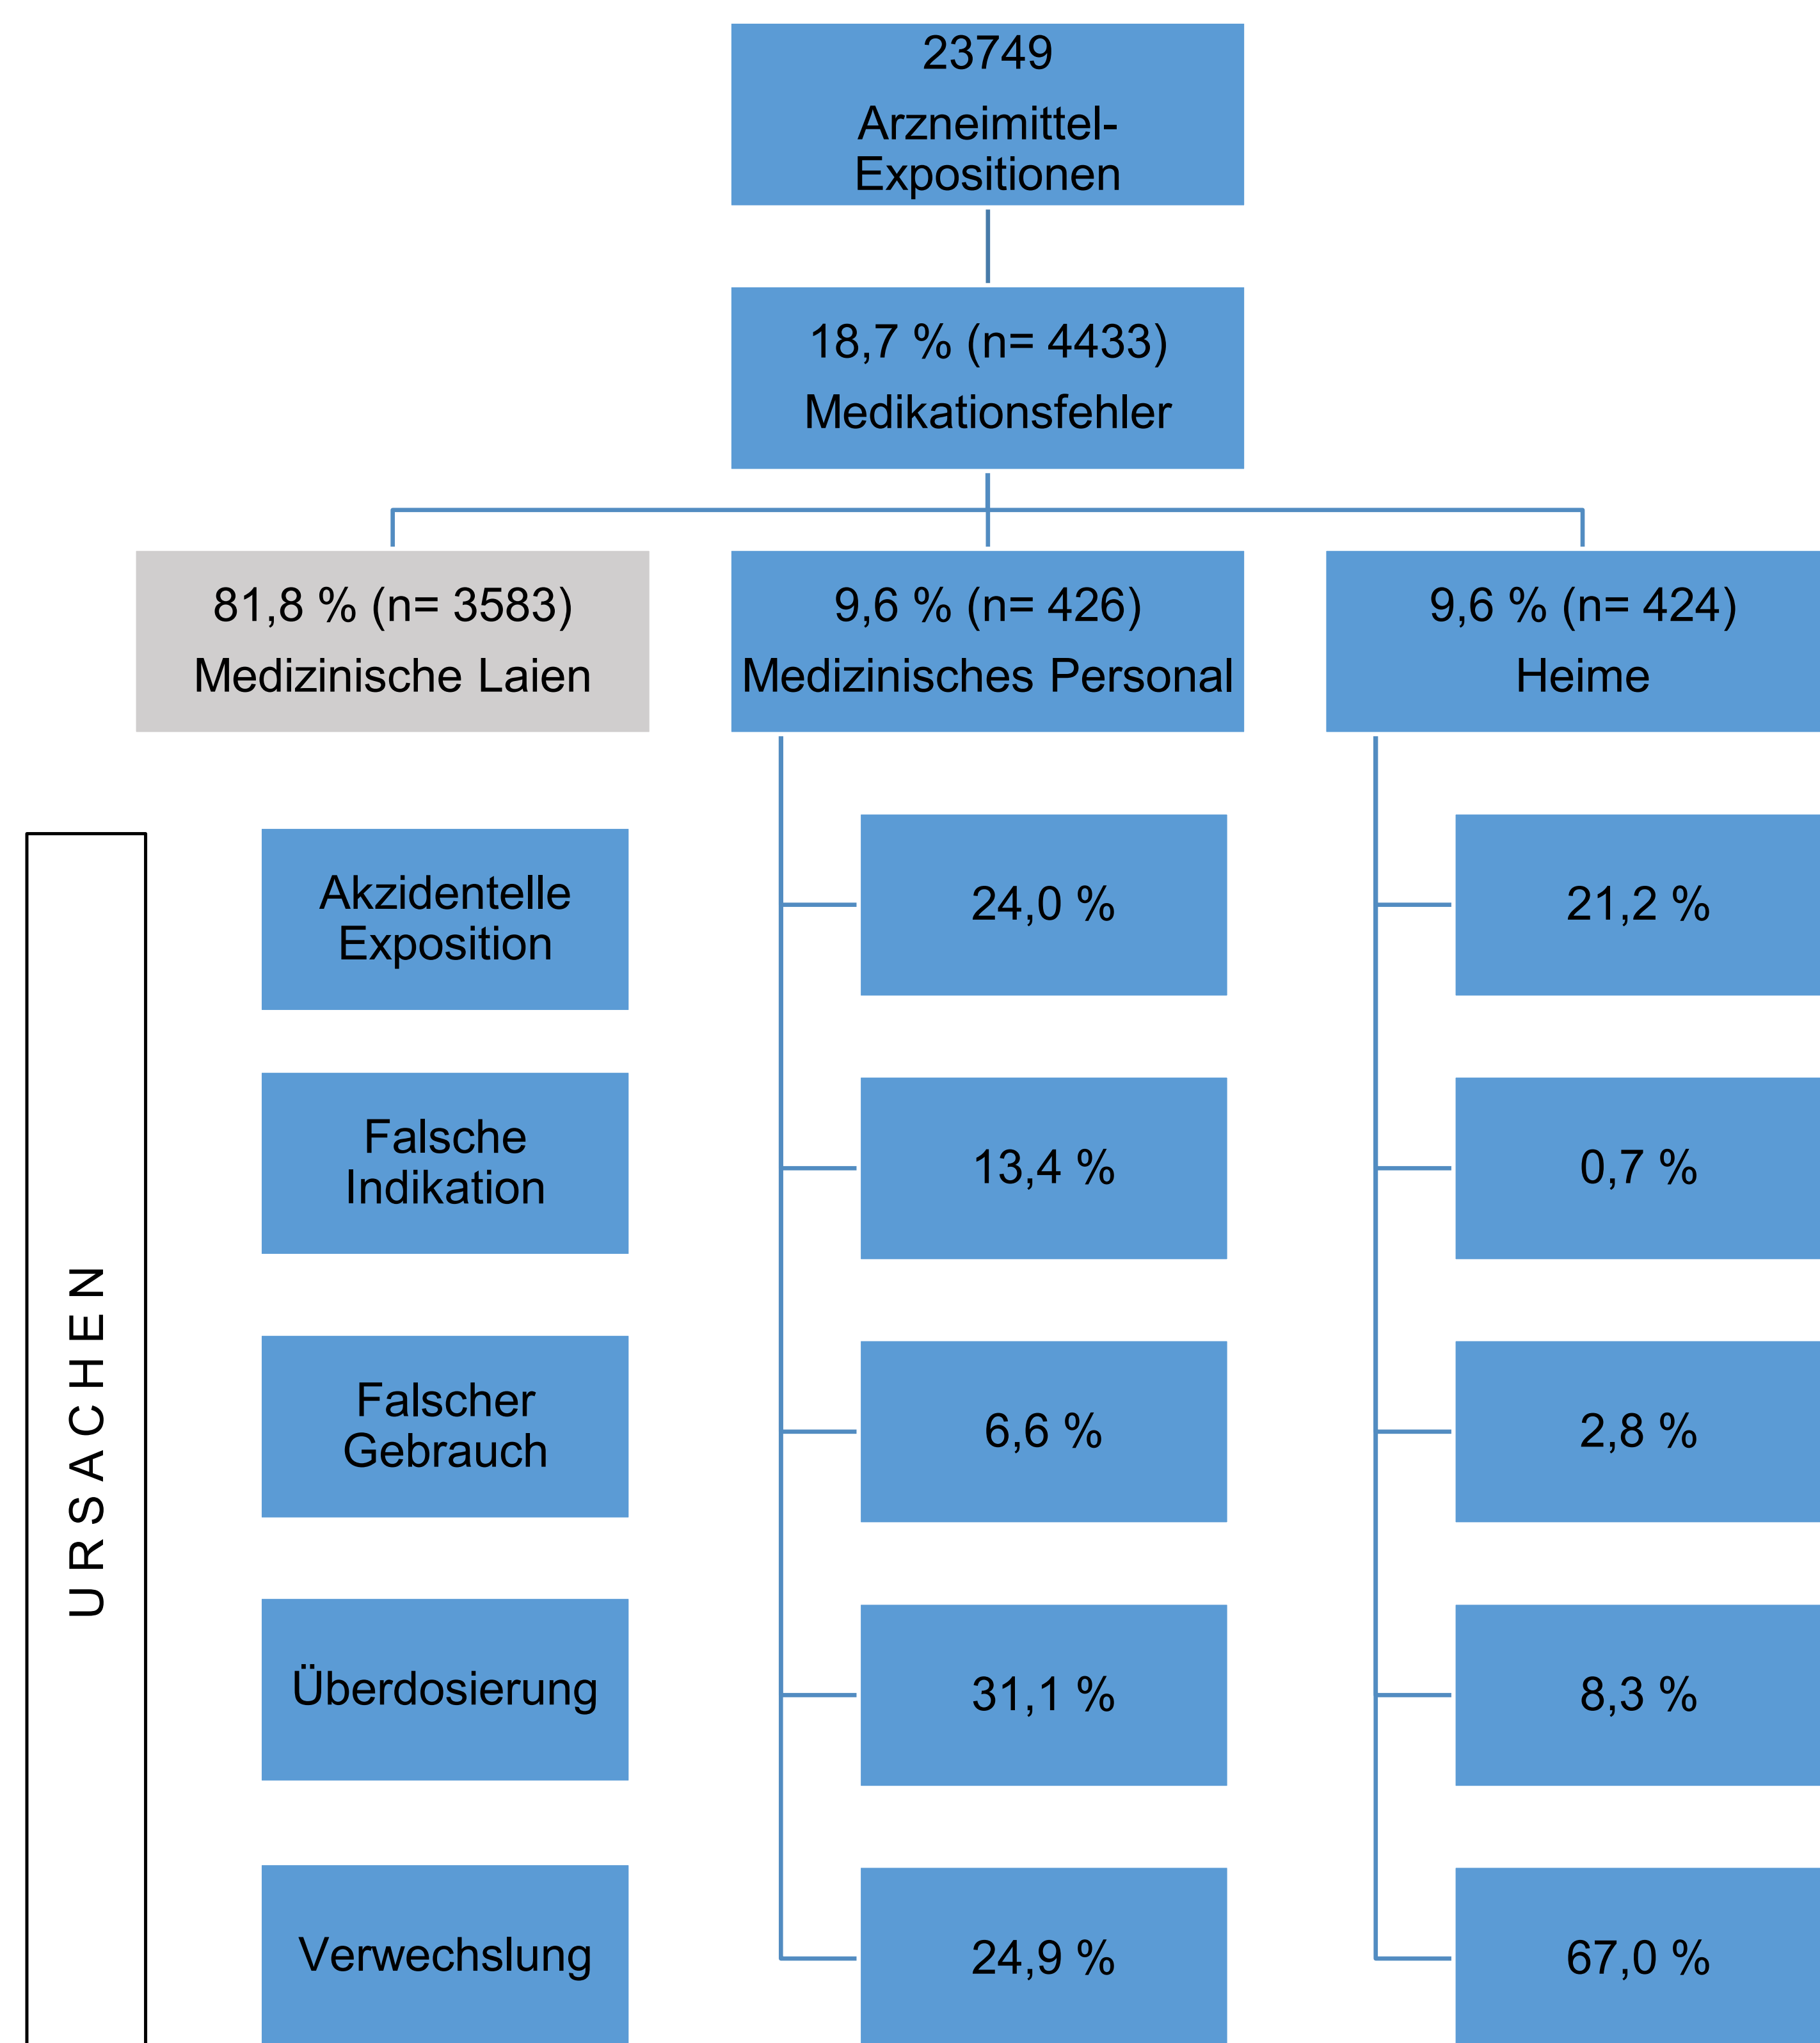 23749
Arzneimittel-
Expositionen
18,7 % (n= 4433)
Medikationsfehler
81,8 % (n= 3583)
Medizinische Laien
9,6 % (n= 426)
Medizinisches Personal
9,6 % (n= 424)
Heime
URSACHEN
Akzidentelle
Exposition
24,0 %
21,2 %
Falsche
Indikation
13,4 %
0,7 %
Falscher
Gebrauch
6,6 %
2,8 %
Überdosierung
31,1 %
8,3 %
Verwechslung
24,9 %
67,0 %